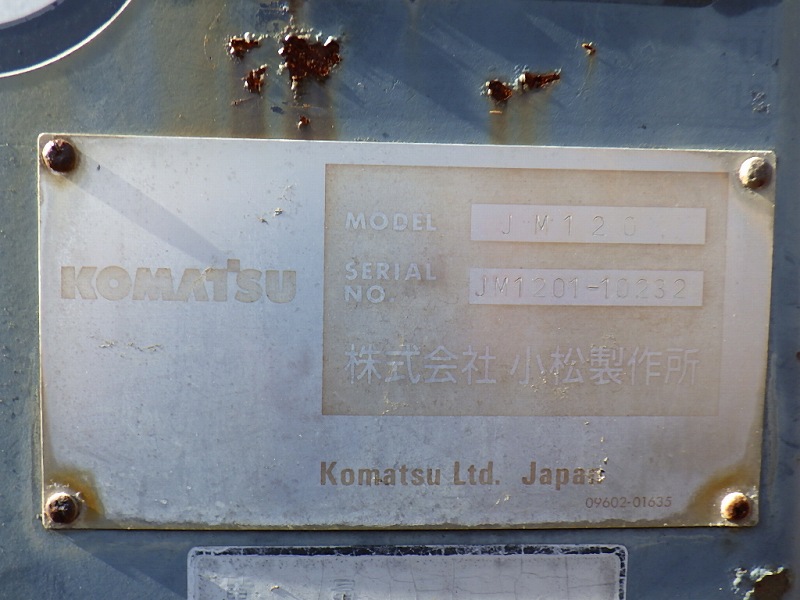 KOMATSU
MODEL JM120
SERIAL NO. JM1201-10232
株式会社 小松製作所
Komatsu Ltd. Japan
09602-01635